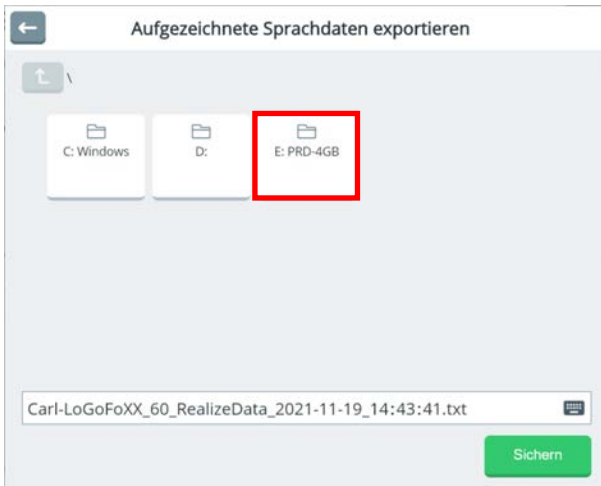 Aufgezeichnete Sprachdaten exportieren
\
C: Windows
D:
E: PRD-4GB
Carl-LoGoFoXX_60_RealizeData_2021-11-19_14:43:41.txt
Sichern